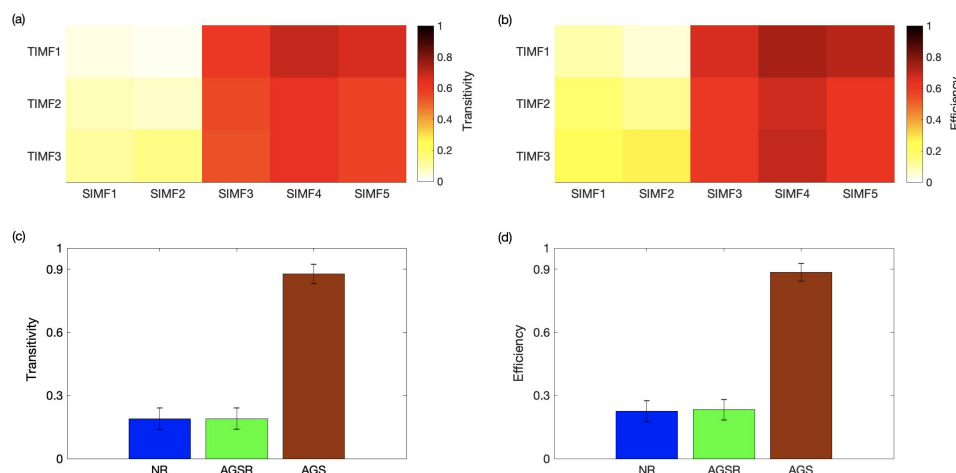 (a)
TIMF1
TIMF2
TIMF3
SIMF1 SIMF2 SIMF3 SIMF4 SIMF5
1
0.8
0.6
0.4
0.2
0
Transitivity
(b)
TIMF1
TIMF2
TIMF3
SIMF1 SIMF2 SIMF3 SIMF4 SIMF5
1
0.8
0.6
0.4
0.2
0
Efficiency
(c)
1
0.9
0.6
0.3
0
Transitivity
NR AGSR AGS
(d)
1
0.9
0.6
0.3
0
Efficiency
NR AGSR AGS